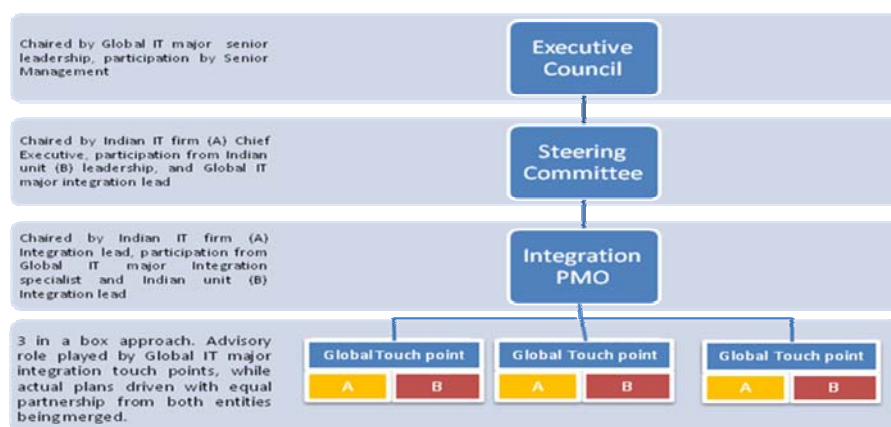 Chaired by Global IT major senior
leadership, participation by Senior
Management
Executive
Council
Chaired by Indian IT firm (A) Chief
Executive, participation from Indian
unit (B) leadership, and Global IT
major integration lead
Steering
Committee
Chaired by Indian IT firm (A)
Integration lead, participation from
Global IT major Integration
specialist and Indian unit (B)
Integration lead
Integration
PMO
3 in a box approach. Advisory
role played by Global IT major
integration touch points, while
actual plans driven with equal
partnership from both entities
being merged.
Global Touch point
A B
Global Touch point
A B
Global Touch point
A B